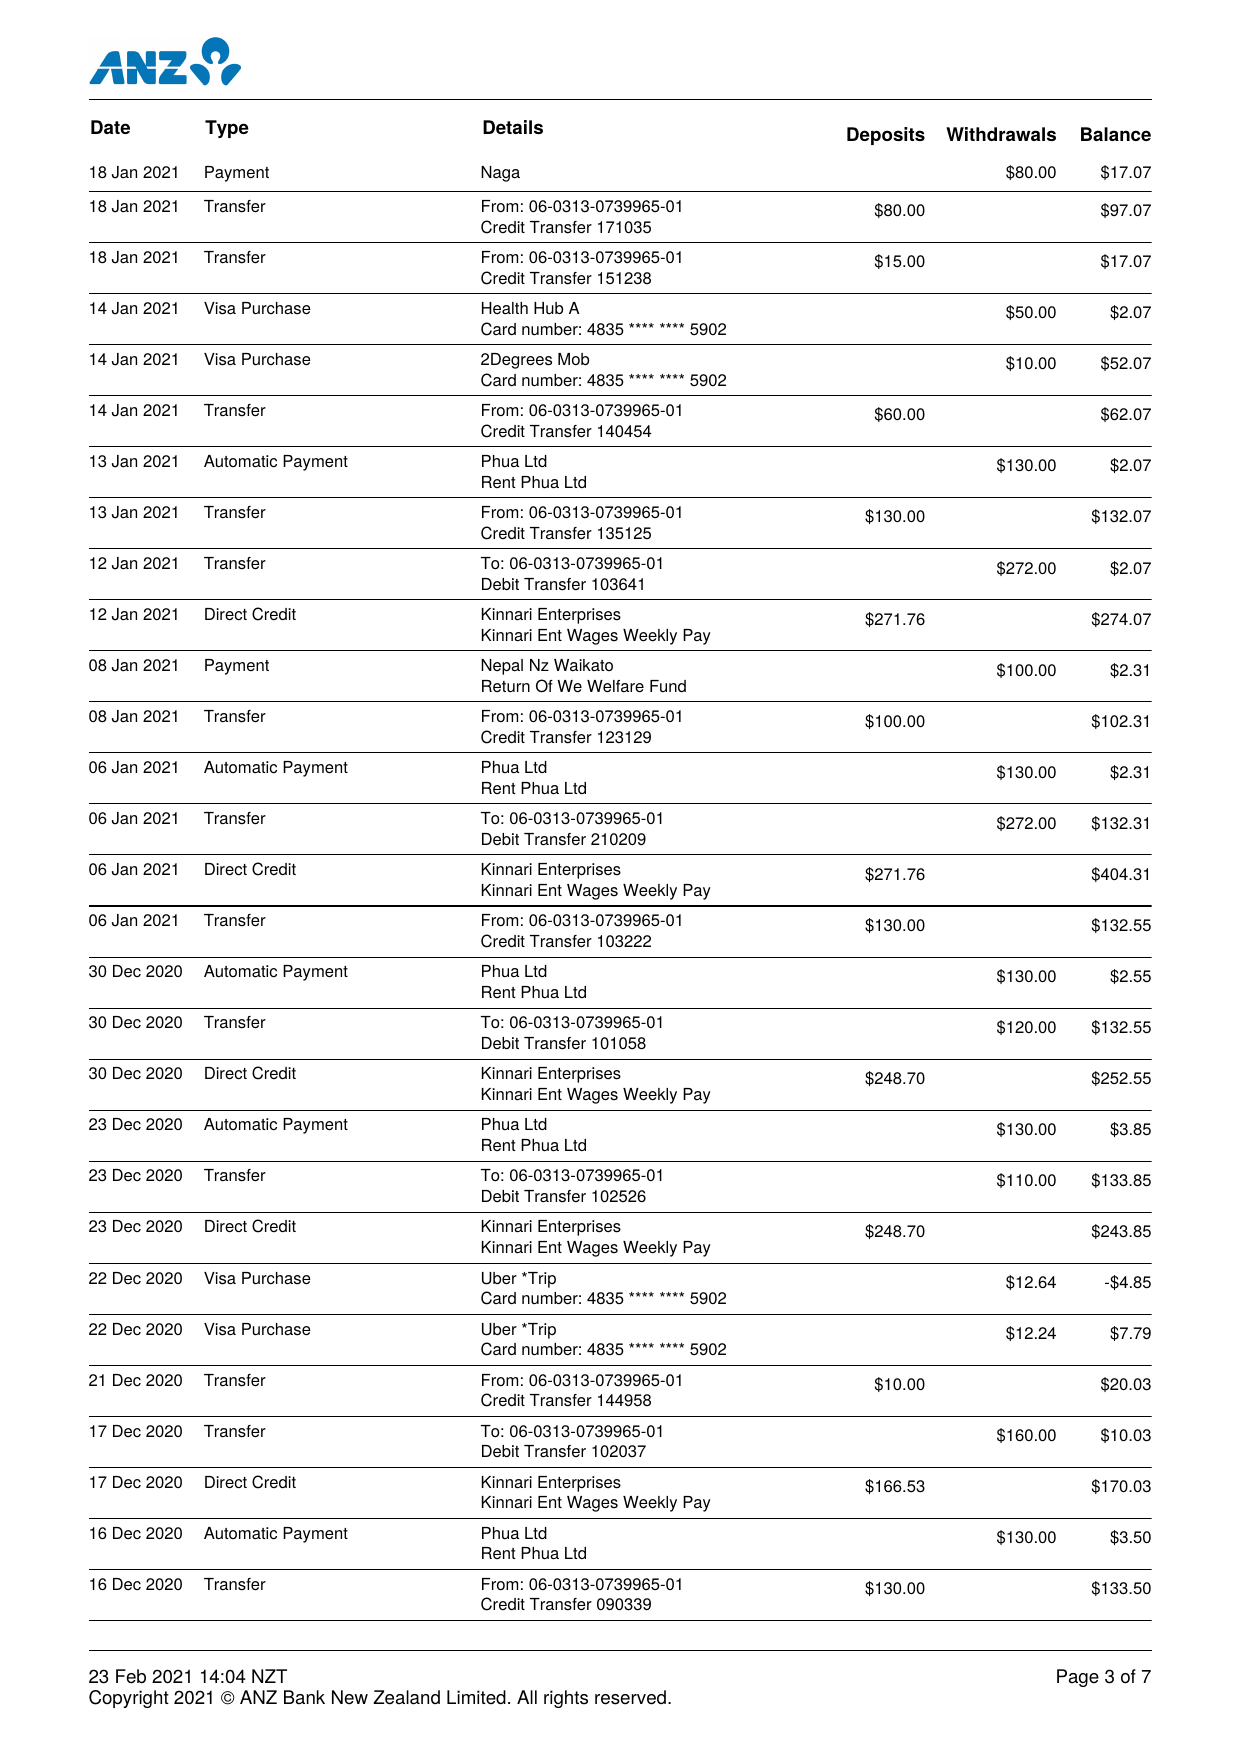 ANZ
Date Type Details Deposits Withdrawals Balance
18 Jan 2021 Payment Naga $80.00 $17.07
18 Jan 2021 Transfer From: 06-0313-0739965-01 $80.00 $97.07
Credit Transfer 171035
18 Jan 2021 Transfer From: 06-0313-0739965-01 $15.00 $17.07
Credit Transfer 151238
14 Jan 2021 Visa Purchase Health Hub A $50.00 $2.07
Card number: 4835 **** **** 5902
14 Jan 2021 Visa Purchase 2Degrees Mob $10.00 $52.07
Card number: 4835 **** **** 5902
14 Jan 2021 Transfer From: 06-0313-0739965-01 $60.00 $62.07
Credit Transfer 140454
13 Jan 2021 Automatic Payment Phua Ltd $130.00 $2.07
Rent Phua Ltd
13 Jan 2021 Transfer From: 06-0313-0739965-01 $130.00 $132.07
Credit Transfer 135125
12 Jan 2021 Transfer To: 06-0313-0739965-01 $272.00 $2.07
Debit Transfer 103641
12 Jan 2021 Direct Credit Kinnari Enterprises $271.76 $274.07
Kinnari Ent Wages Weekly Pay
08 Jan 2021 Payment Nepal Nz Waikato $100.00 $2.31
Return Of We Welfare Fund
08 Jan 2021 Transfer From: 06-0313-0739965-01 $100.00 $102.31
Credit Transfer 123129
06 Jan 2021 Automatic Payment Phua Ltd $130.00 $2.31
Rent Phua Ltd
06 Jan 2021 Transfer To: 06-0313-0739965-01 $272.00 $132.31
Debit Transfer 210209
06 Jan 2021 Direct Credit Kinnari Enterprises $271.76 $404.31
Kinnari Ent Wages Weekly Pay
06 Jan 2021 Transfer From: 06-0313-0739965-01 $130.00 $132.55
Credit Transfer 103222
30 Dec 2020 Automatic Payment Phua Ltd $130.00 $2.55
Rent Phua Ltd
30 Dec 2020 Transfer To: 06-0313-0739965-01 $120.00 $132.55
Debit Transfer 101058
30 Dec 2020 Direct Credit Kinnari Enterprises $248.70 $252.55
Kinnari Ent Wages Weekly Pay
23 Dec 2020 Automatic Payment Phua Ltd $130.00 $3.85
Rent Phua Ltd
23 Dec 2020 Transfer To: 06-0313-0739965-01 $110.00 $133.85
Debit Transfer 102526
23 Dec 2020 Direct Credit Kinnari Enterprises $248.70 $243.85
Kinnari Ent Wages Weekly Pay
22 Dec 2020 Visa Purchase Uber *Trip $12.64 -$4.85
Card number: 4835 **** **** 5902
22 Dec 2020 Visa Purchase Uber *Trip $12.24 $7.79
Card number: 4835 **** **** 5902
21 Dec 2020 Transfer From: 06-0313-0739965-01 $10.00 $20.03
Credit Transfer 144958
17 Dec 2020 Transfer To: 06-0313-0739965-01 $160.00 $10.03
Debit Transfer 102037
17 Dec 2020 Direct Credit Kinnari Enterprises $166.53 $170.03
Kinnari Ent Wages Weekly Pay
16 Dec 2020 Automatic Payment Phua Ltd $130.00 $3.50
Rent Phua Ltd
16 Dec 2020 Transfer From: 06-0313-0739965-01 $130.00 $133.50
Credit Transfer 090339
23 Feb 2021 14:04 NZT Page 3 of 7
Copyright 2021 © ANZ Bank New Zealand Limited. All rights reserved.